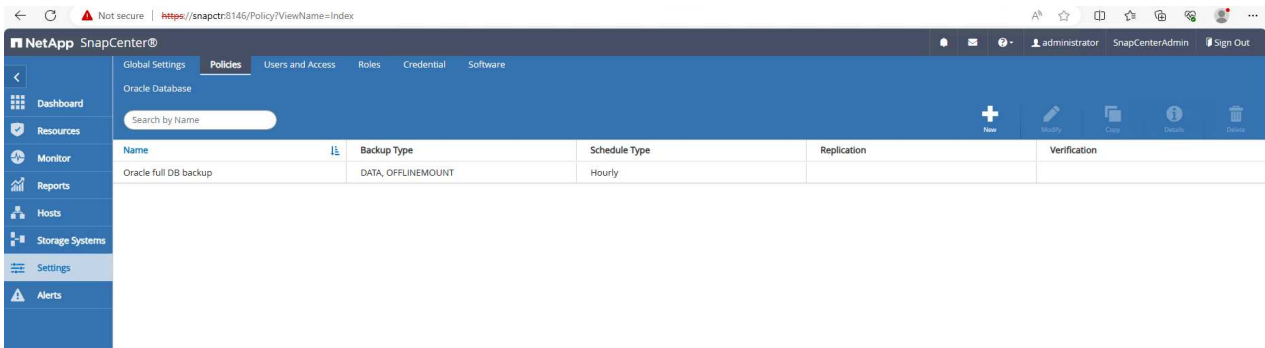 Not secure | https://snapctr:8146/Policy?ViewName=Index
NetApp SnapCenter®
administrator SnapCenterAdmin Sign Out
Global Settings Policies Users and Access Roles Credential Software
Oracle Database
Search by Name
New Modify Copy Details Delete
Dashboard
Resources
Monitor
Reports
Hosts
Storage Systems
Settings
Alerts
Name Backup Type Schedule Type Replication Verification
Oracle full DB backup DATA, OFFLINEMOUNT Hourly